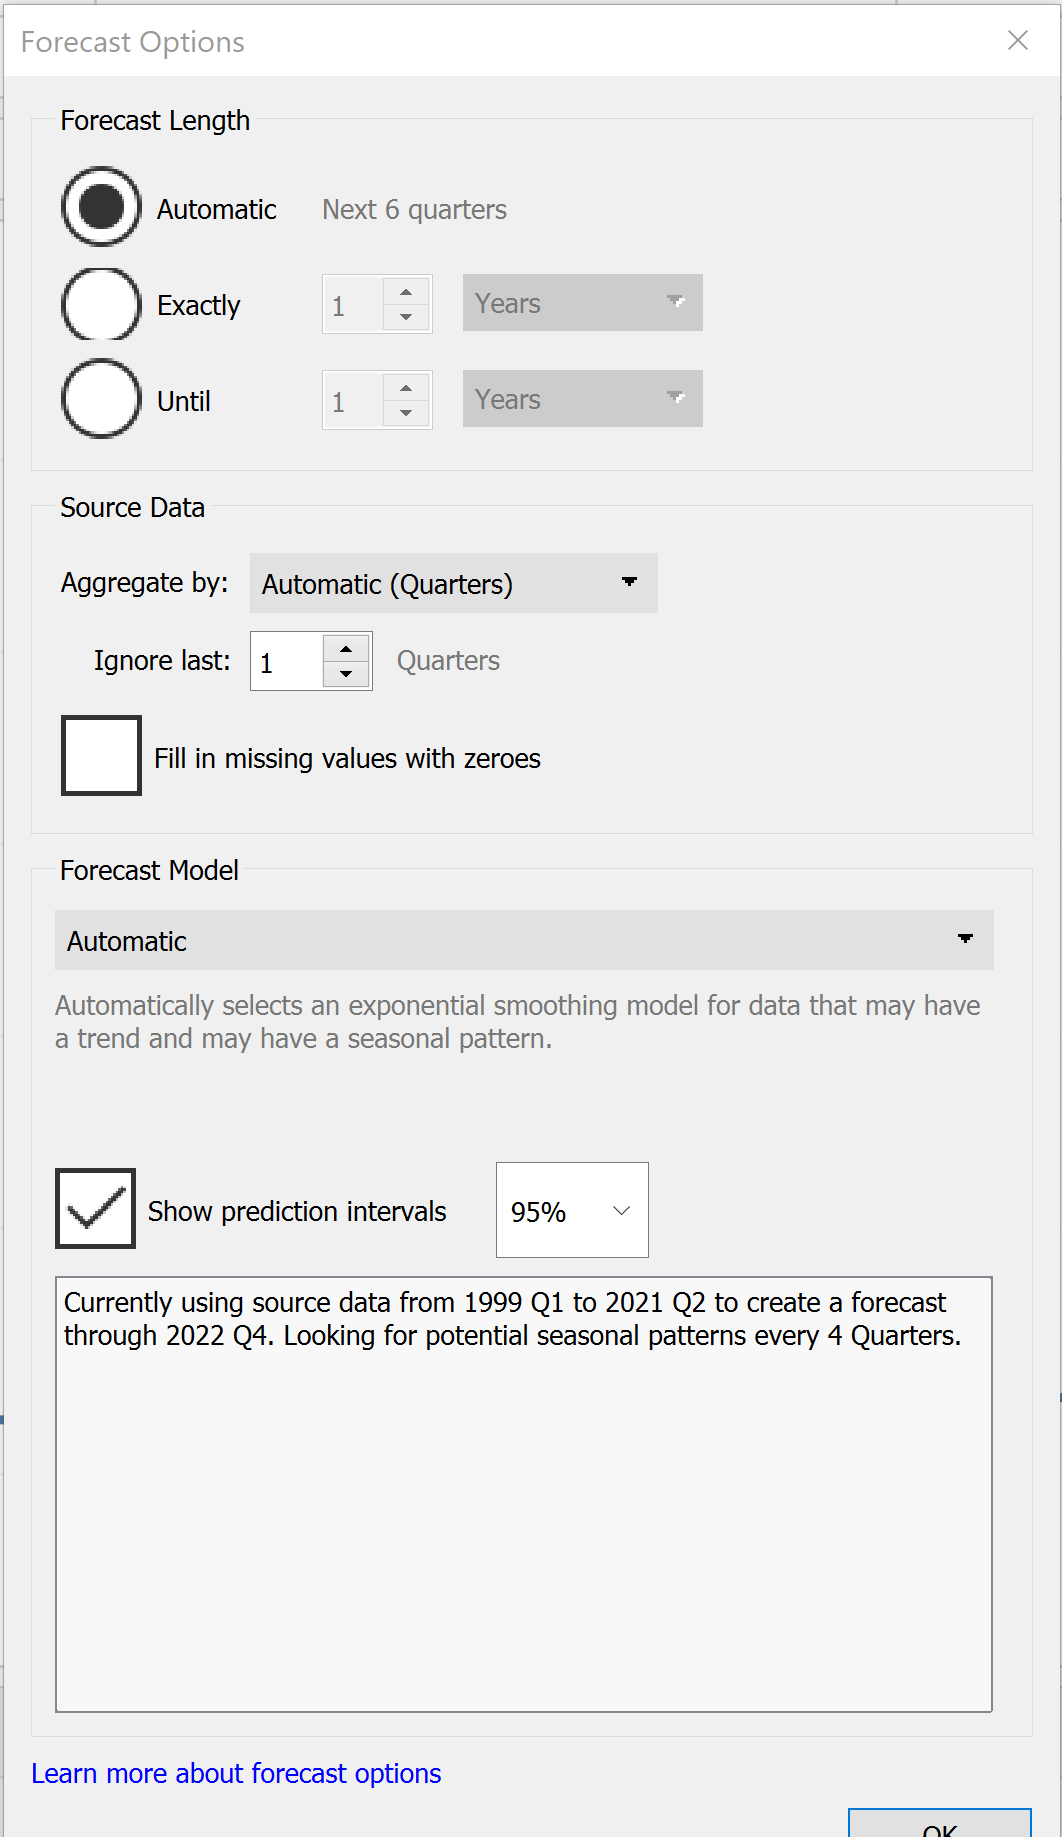 Forecast Options
Forecast Length
Automatic Next 6 quarters
Exactly 1 Years
Until 1 Years
Source Data
Aggregate by: Automatic (Quarters)
Ignore last: 1 Quarters
Fill in missing values with zeroes
Forecast Model
Automatic
Automatically selects an exponential smoothing model for data that may have
a trend and may have a seasonal pattern.
Show prediction intervals 95%
Currently using source data from 1999 Q1 to 2021 Q2 to create a forecast
through 2022 Q4. Looking for potential seasonal patterns every 4 Quarters.
Learn more about forecast options
OK